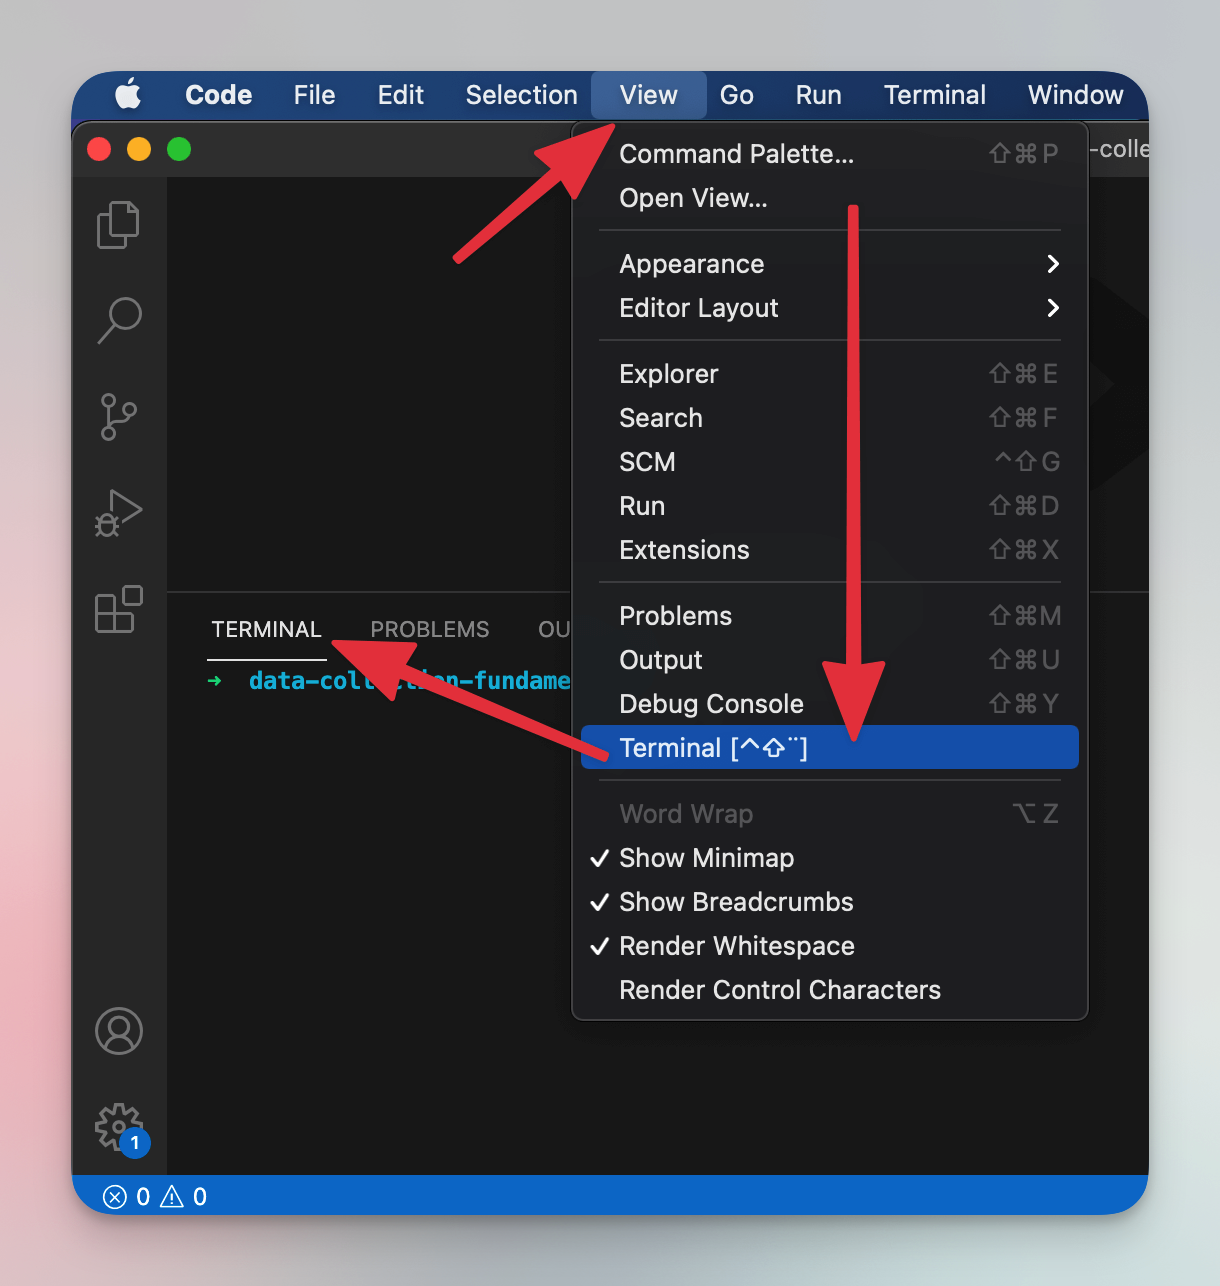 Code File Edit Selection View Go Run Terminal Window
-colle
Command Palette... ⇧⌘P
Open View...
Appearance
Editor Layout
Explorer ⇧⌘E
Search ⇧⌘F
SCM ^⇧G
Run ⇧⌘D
Extensions ⇧⌘X
Problems ⇧⌘M
Output ⇧⌘U
Debug Console ⇧⌘Y
Terminal [^⇧¨]
Word Wrap ⌥Z
✓ Show Minimap
✓ Show Breadcrumbs
✓ Render Whitespace
Render Control Characters
TERMINAL PROBLEMS OU
→ data-collection-fundame
1
0 0